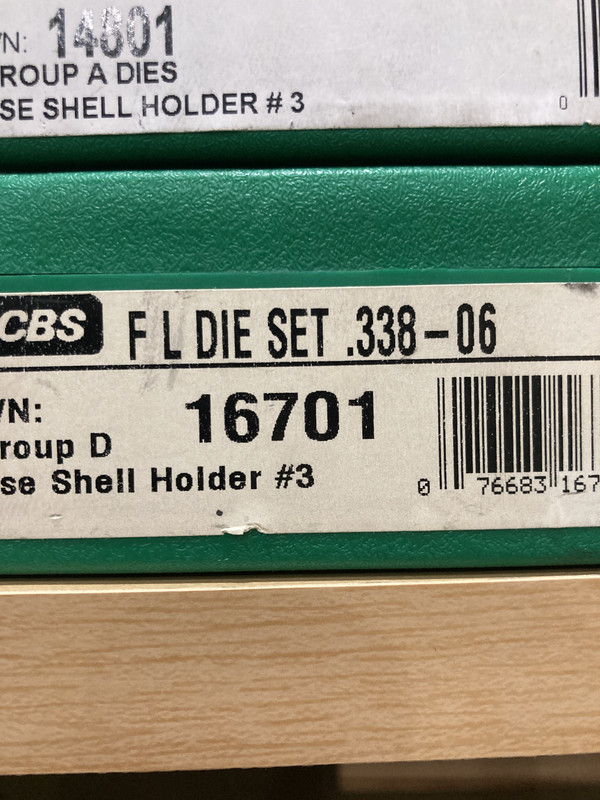 /N: 14601
ROUP A DIES
SE SHELL HOLDER # 3
0
CBS F L DIE SET .338-06
/N: 16701
roup D
se Shell Holder #3
0 76683 167